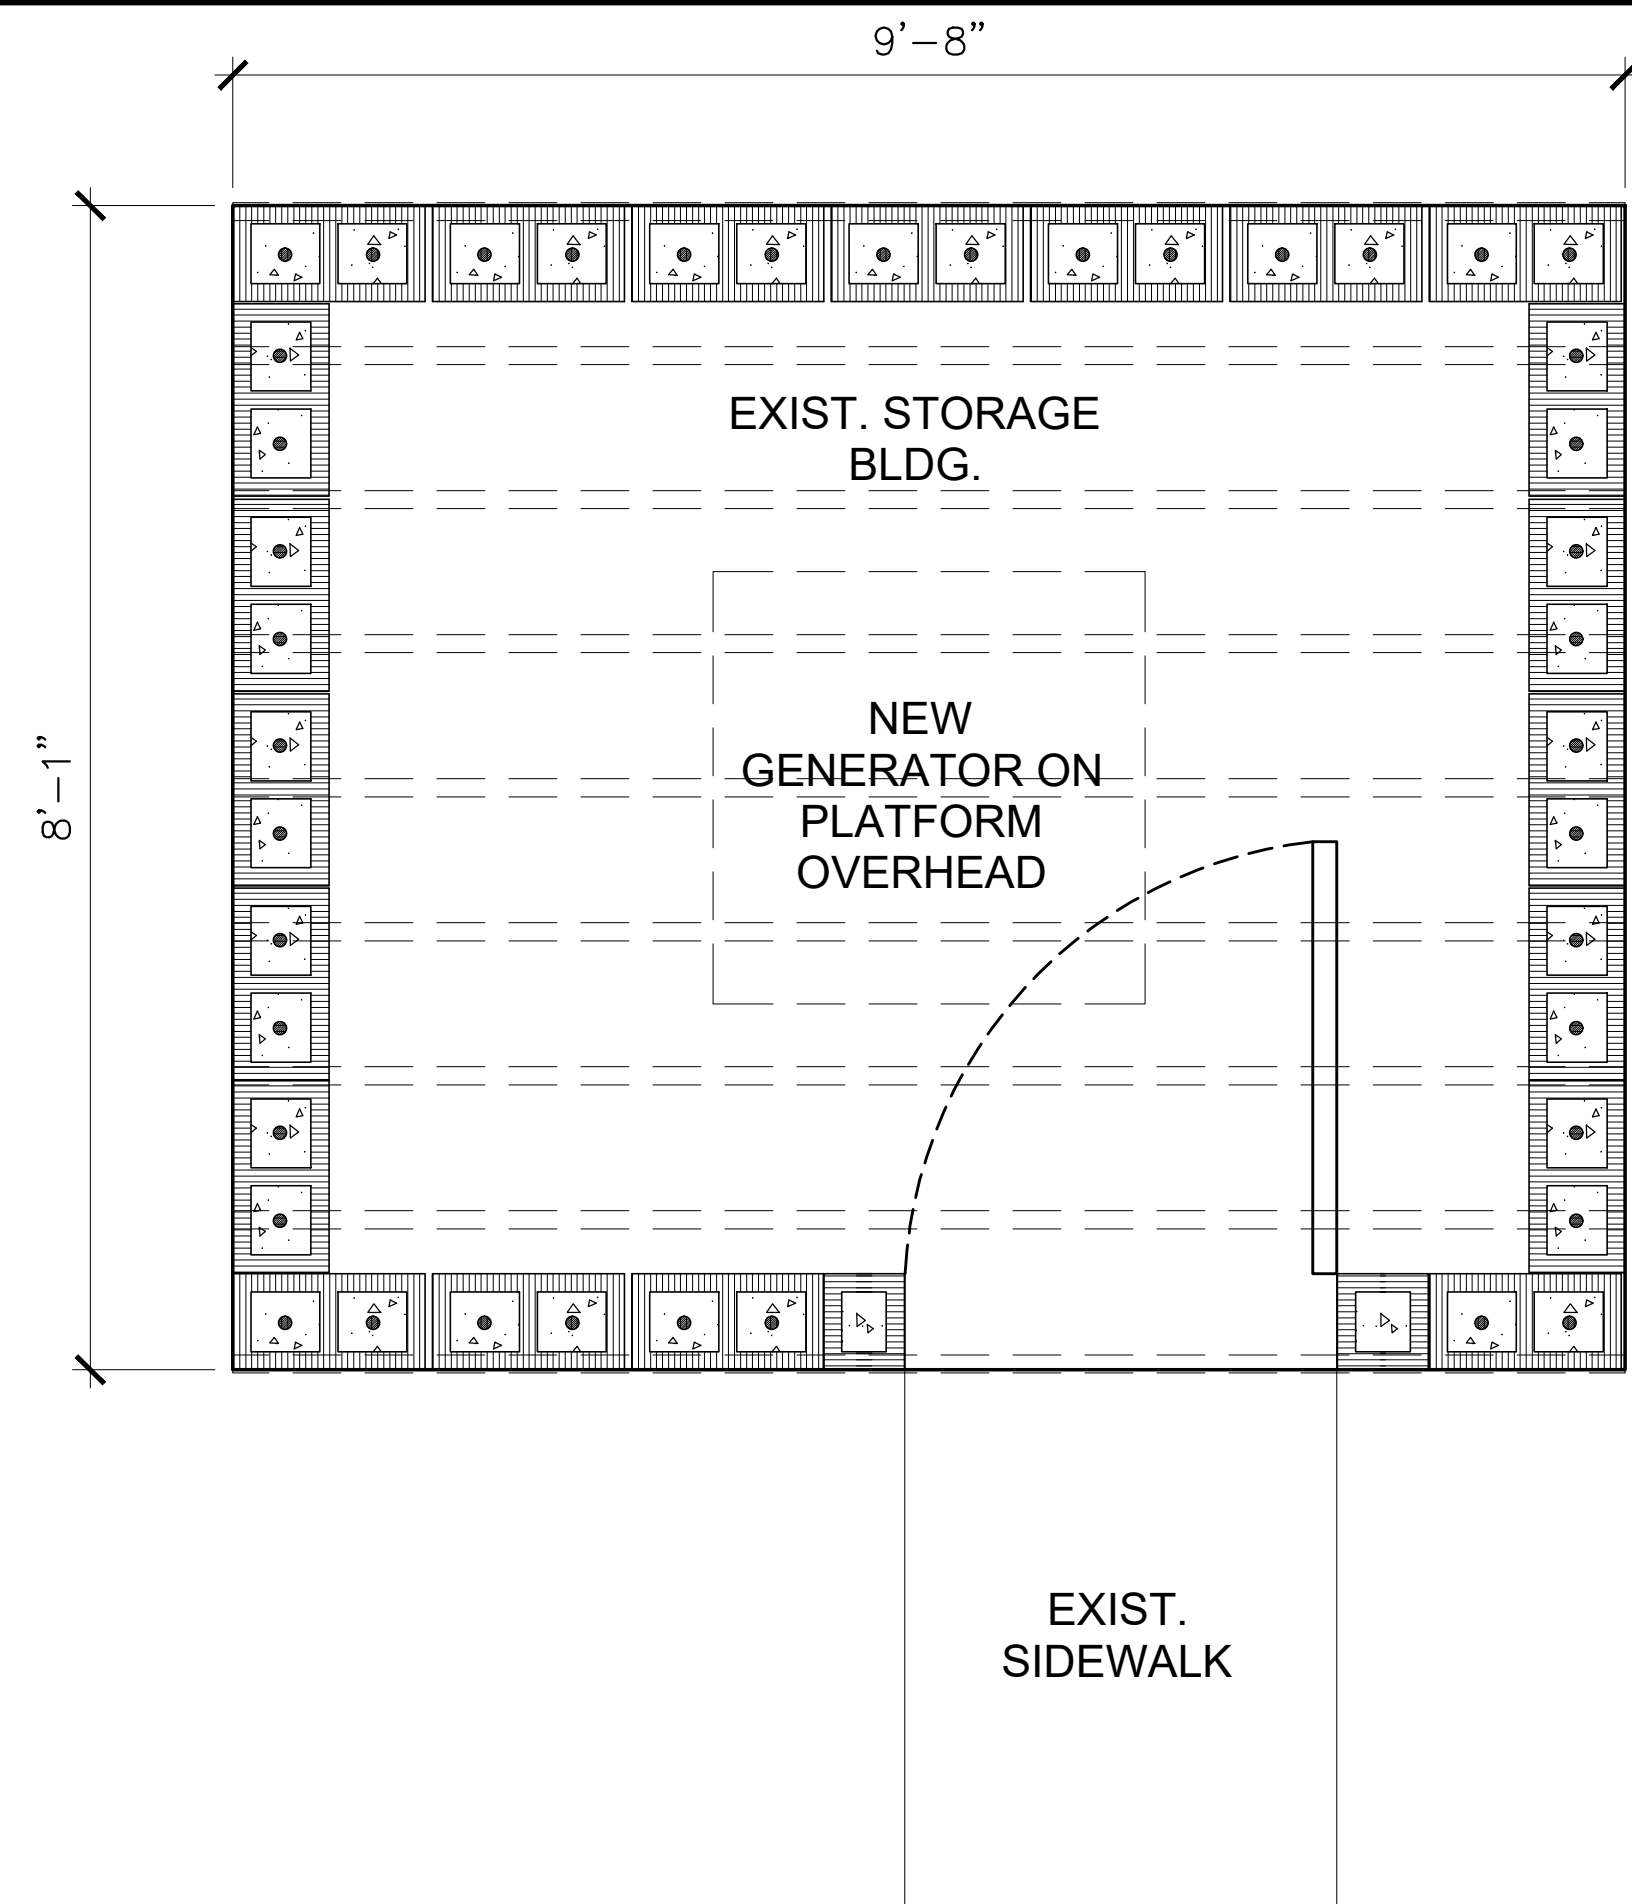 9'-8"
8'-1"
EXIST. STORAGE
BLDG.
NEW
GENERATOR ON
PLATFORM
OVERHEAD
EXIST.
SIDEWALK